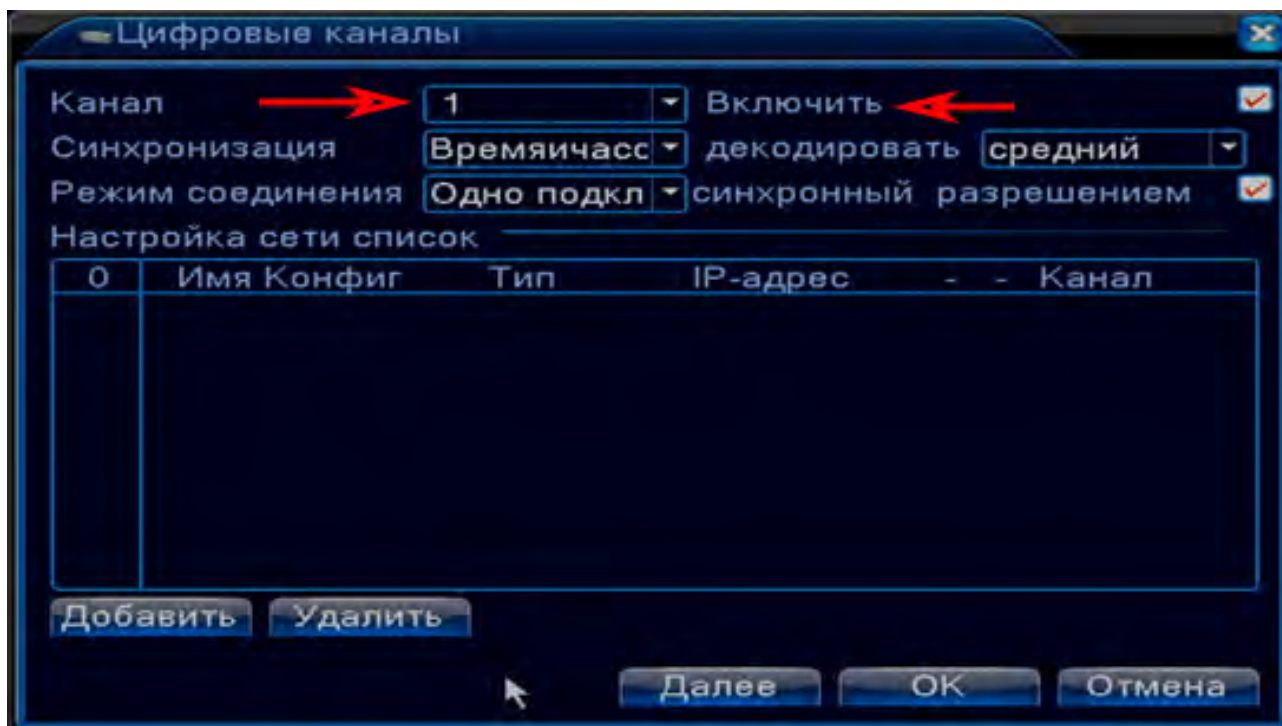 Цифровые каналы
Канал 1 Включить
Синхронизация Времяичасс декодировать средний
Режим соединения Одно подкл синхронный разрешением
Настройка сети список
0 Имя Конфиг Тип IP-адрес - - Канал
Добавить Удалить
Далее OK Отмена